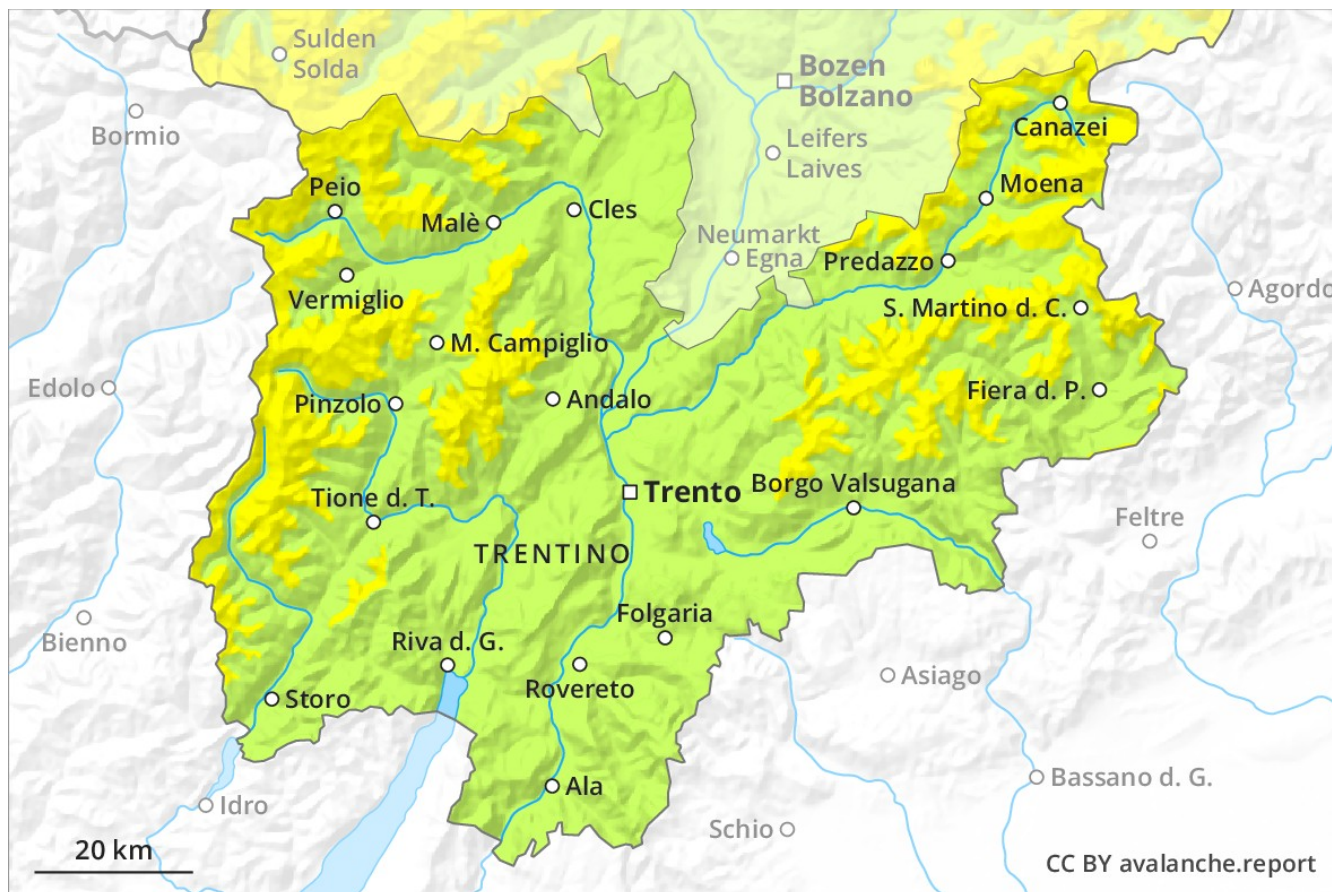 Sulden
Solda
Bozen
Bolzano
Bormio
Canazei
Leifers
Laives
Peio
Moena
Malè
Cles
Neumarkt
Egna
Predazzo
Vermiglio
Agordo
S. Martino d. C.
M. Campiglio
Edolo
Fiera d. P.
Pinzolo
Andalo
Borgo Valsugana
Trento
Tione d. T.
Feltre
TRENTINO
Folgaria
Bienno
Riva d. G.
Asiago
Rovereto
Storo
Bassano d. G.
Ala
Idro
Schio
20 km
CC BY avalanche.report